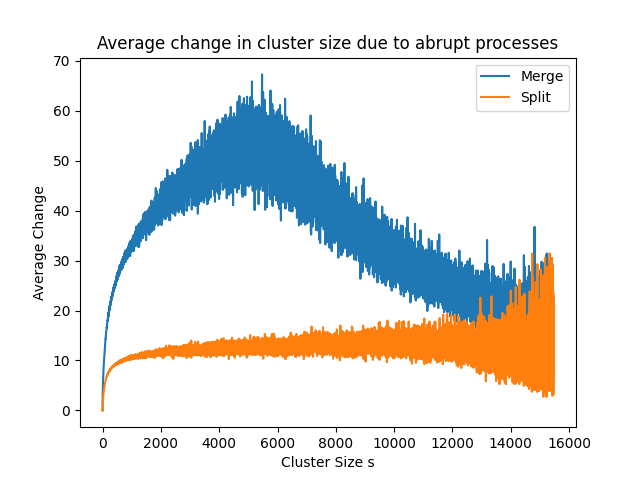 Average change in cluster size due to abrupt processes
Merge
Split
Average Change
70
60
50
40
30
20
10
0
0 2000 4000 6000 8000 10000 12000 14000 16000
Cluster Size s